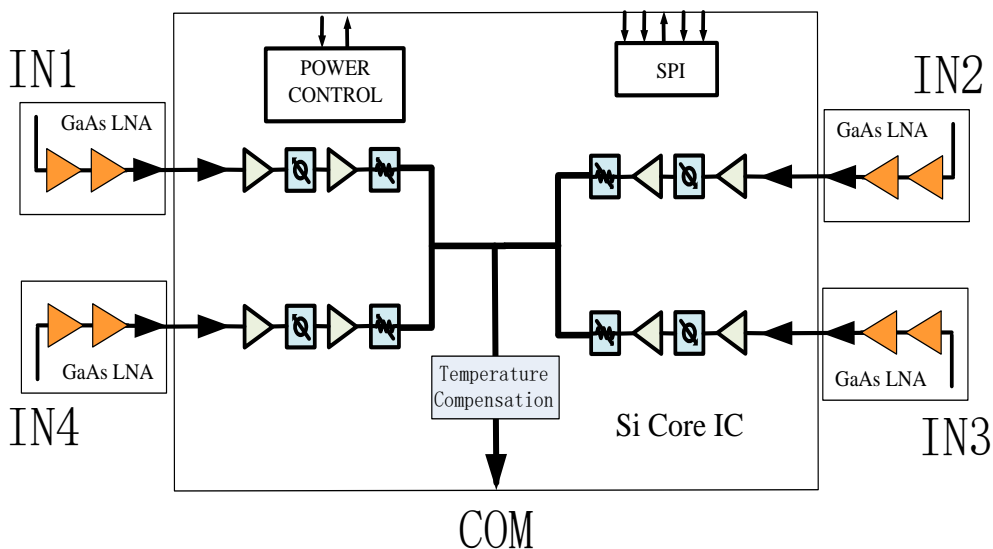 IN1
POWER
CONTROL
SPI
IN2
GaAs LNA
GaAs LNA
GaAs LNA
GaAs LNA
IN4
Temperature
Compensation
Si Core IC
IN3
COM